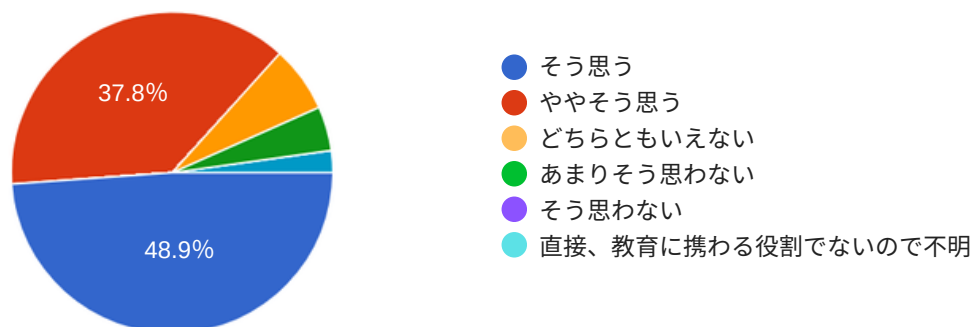 37.8%
48.9%
そう思う
ややそう思う
どちらともいえない
あまりそう思わない
そう思わない
直接、教育に携わる役割でないので不明